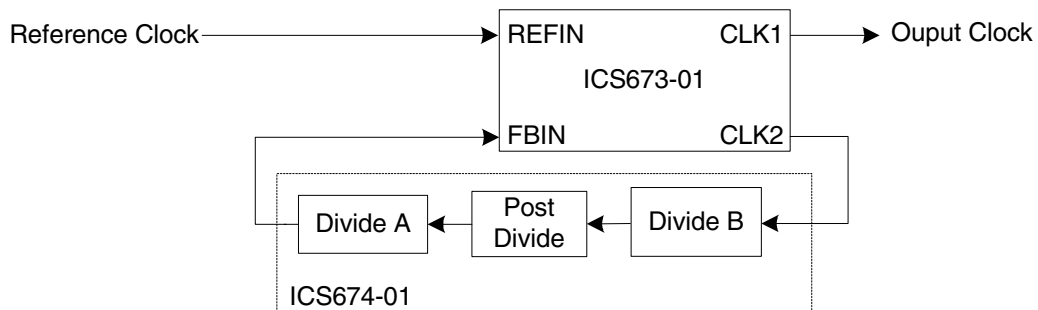 Reference Clock
REFIN
CLK1
Ouput Clock
ICS673-01
FBIN
CLK2
Divide A
Post
Divide
Divide B
ICS674-01